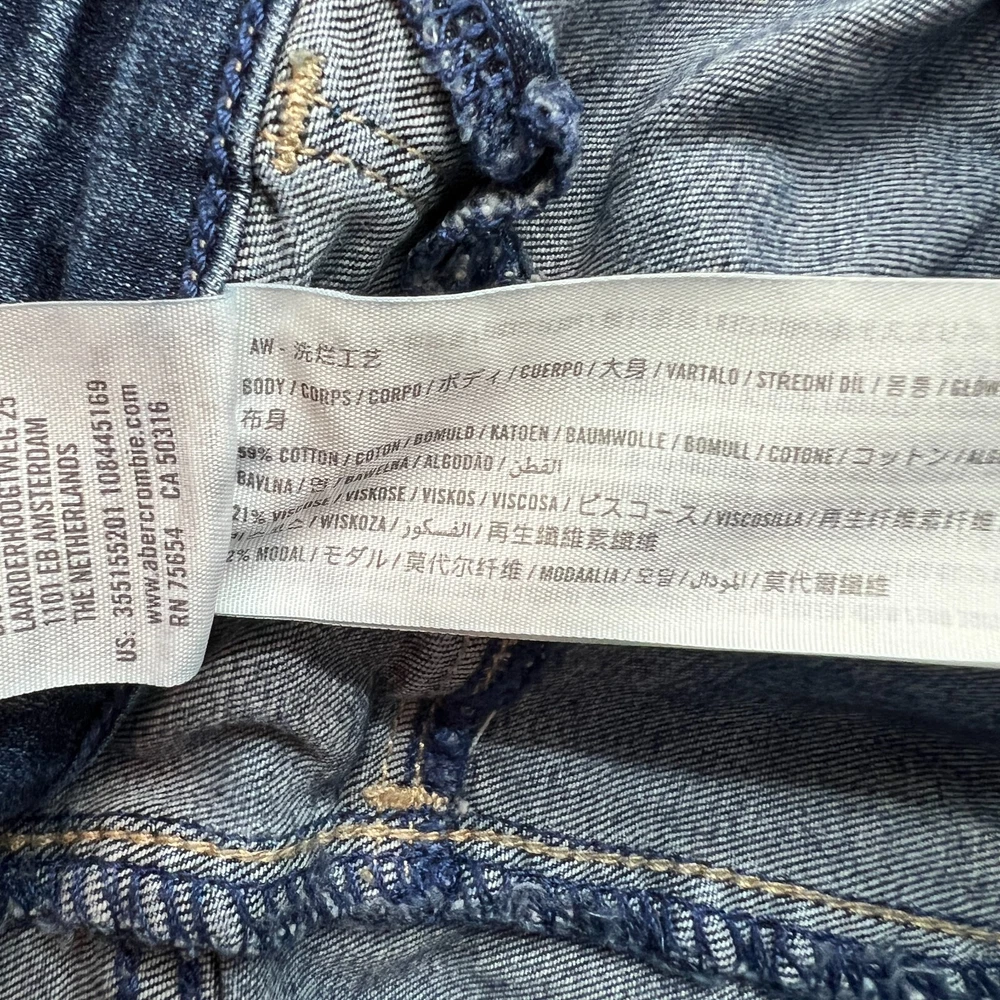 LAARDERHOOGTWEG 25
1101 EB AMSTERDAM
THE NETHERLANDS
US: 355155201 108445169
www.abercrombie.com
RN 75654 CA 50316
AW - 洗烂工艺
BODY / CORPS / CORPO / ボディ / CUERPO / 大身 / VARTALO / STŘEDNÍ DÍL / 몸통 /
布身
59% COTTON / COTON / BOMULD / KATOEN / BAUMWOLLE / BOMULL / COTONE / コットン /
BAVLNA / 면 / BAWEŁNA / ALGODÃO / القطن
21% VISCOSE / VISKOSE / VISKOS / VISCOSA / ビスコース / VISCOSILLA / 再生纤维素纤维
/ WISKOZA / الفسكوز / 再生纖維素纖維
2% MODAL / モダル / 莫代尔纤维 / MODAALIA / 모달 / المودال / 莫代爾纖維